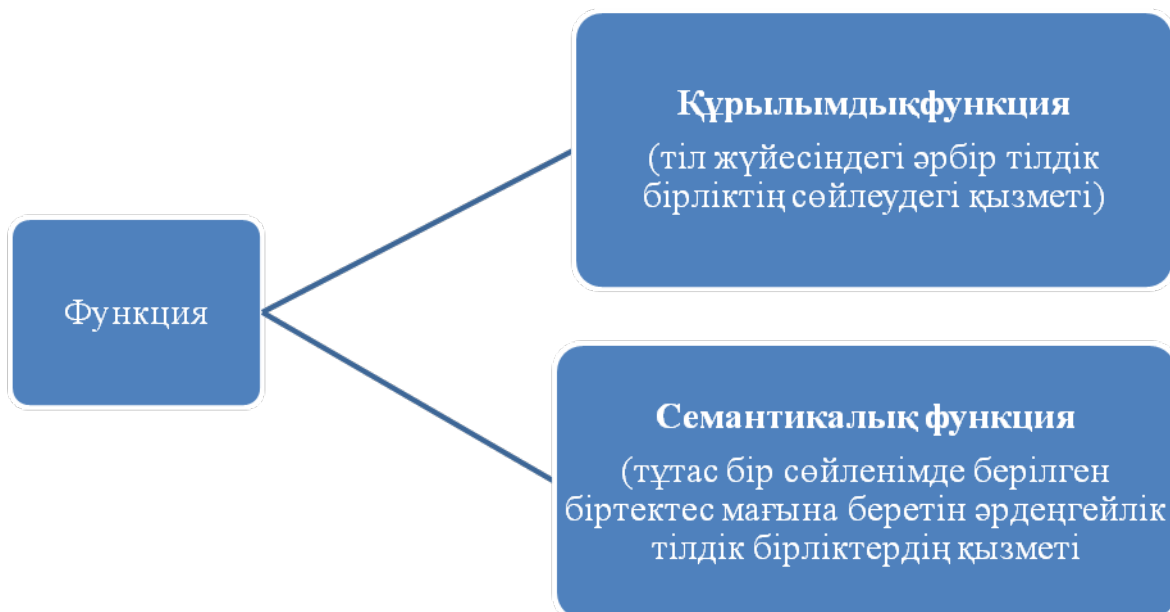 Функция
Құрылымдықфункция
(тіл жүйесіндегі әрбір тілдік
бірліктің сөйлеудегі қызметі)
Семантикалық функция
(тұтас бір сөйленімде берілген
біртектес мағына беретін әрдеңгейлік
тілдік бірліктердің қызметі